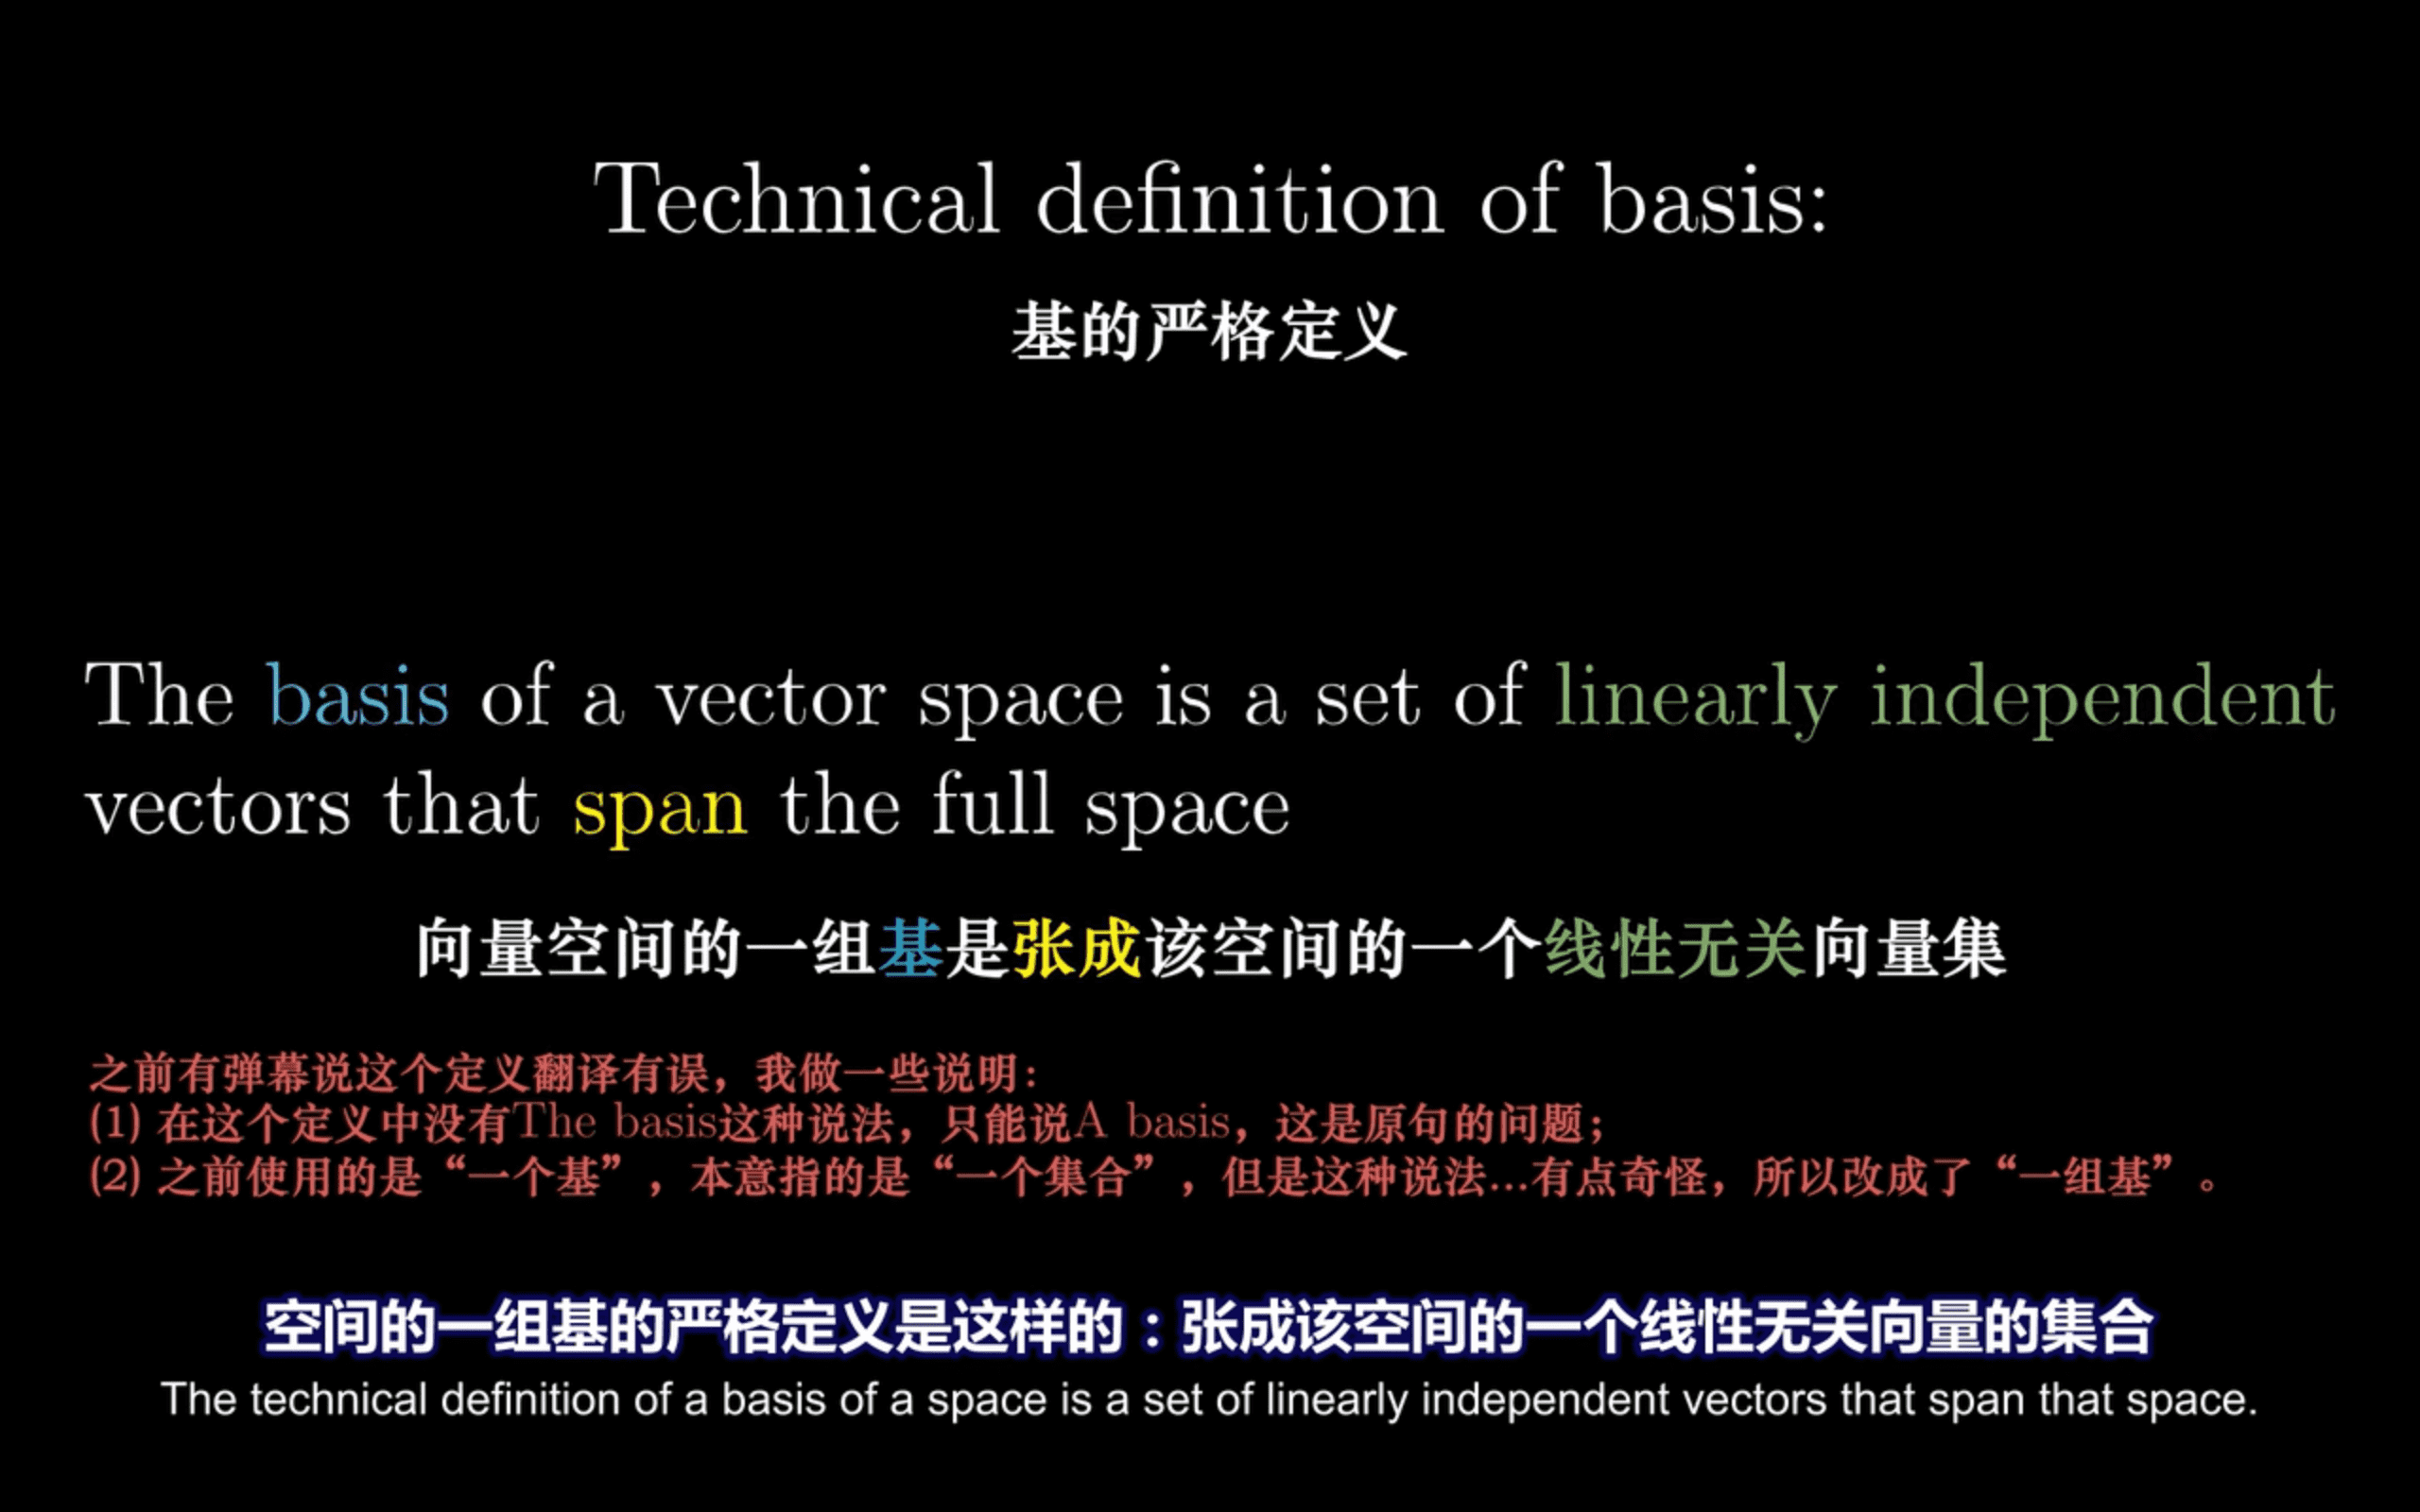 Technical definition of basis:
基的严格定义
The basis of a vector space is a set of linearly independent
vectors that span the full space
向量空间的一组基是张成该空间的一个线性无关向量集
之前有弹幕说这个定义翻译有误，我做一些说明：
(1) 在这个定义中没有The basis这种说法，只能说A basis，这是原句的问题；
(2) 之前使用的是“一个基”，本意指的是“一个集合”，但是这种说法...有点奇怪，所以改成了“一组基”。
空间的一组基的严格定义是这样的：张成该空间的一个线性无关向量的集合
The technical definition of a basis of a space is a set of linearly independent vectors that span that space.